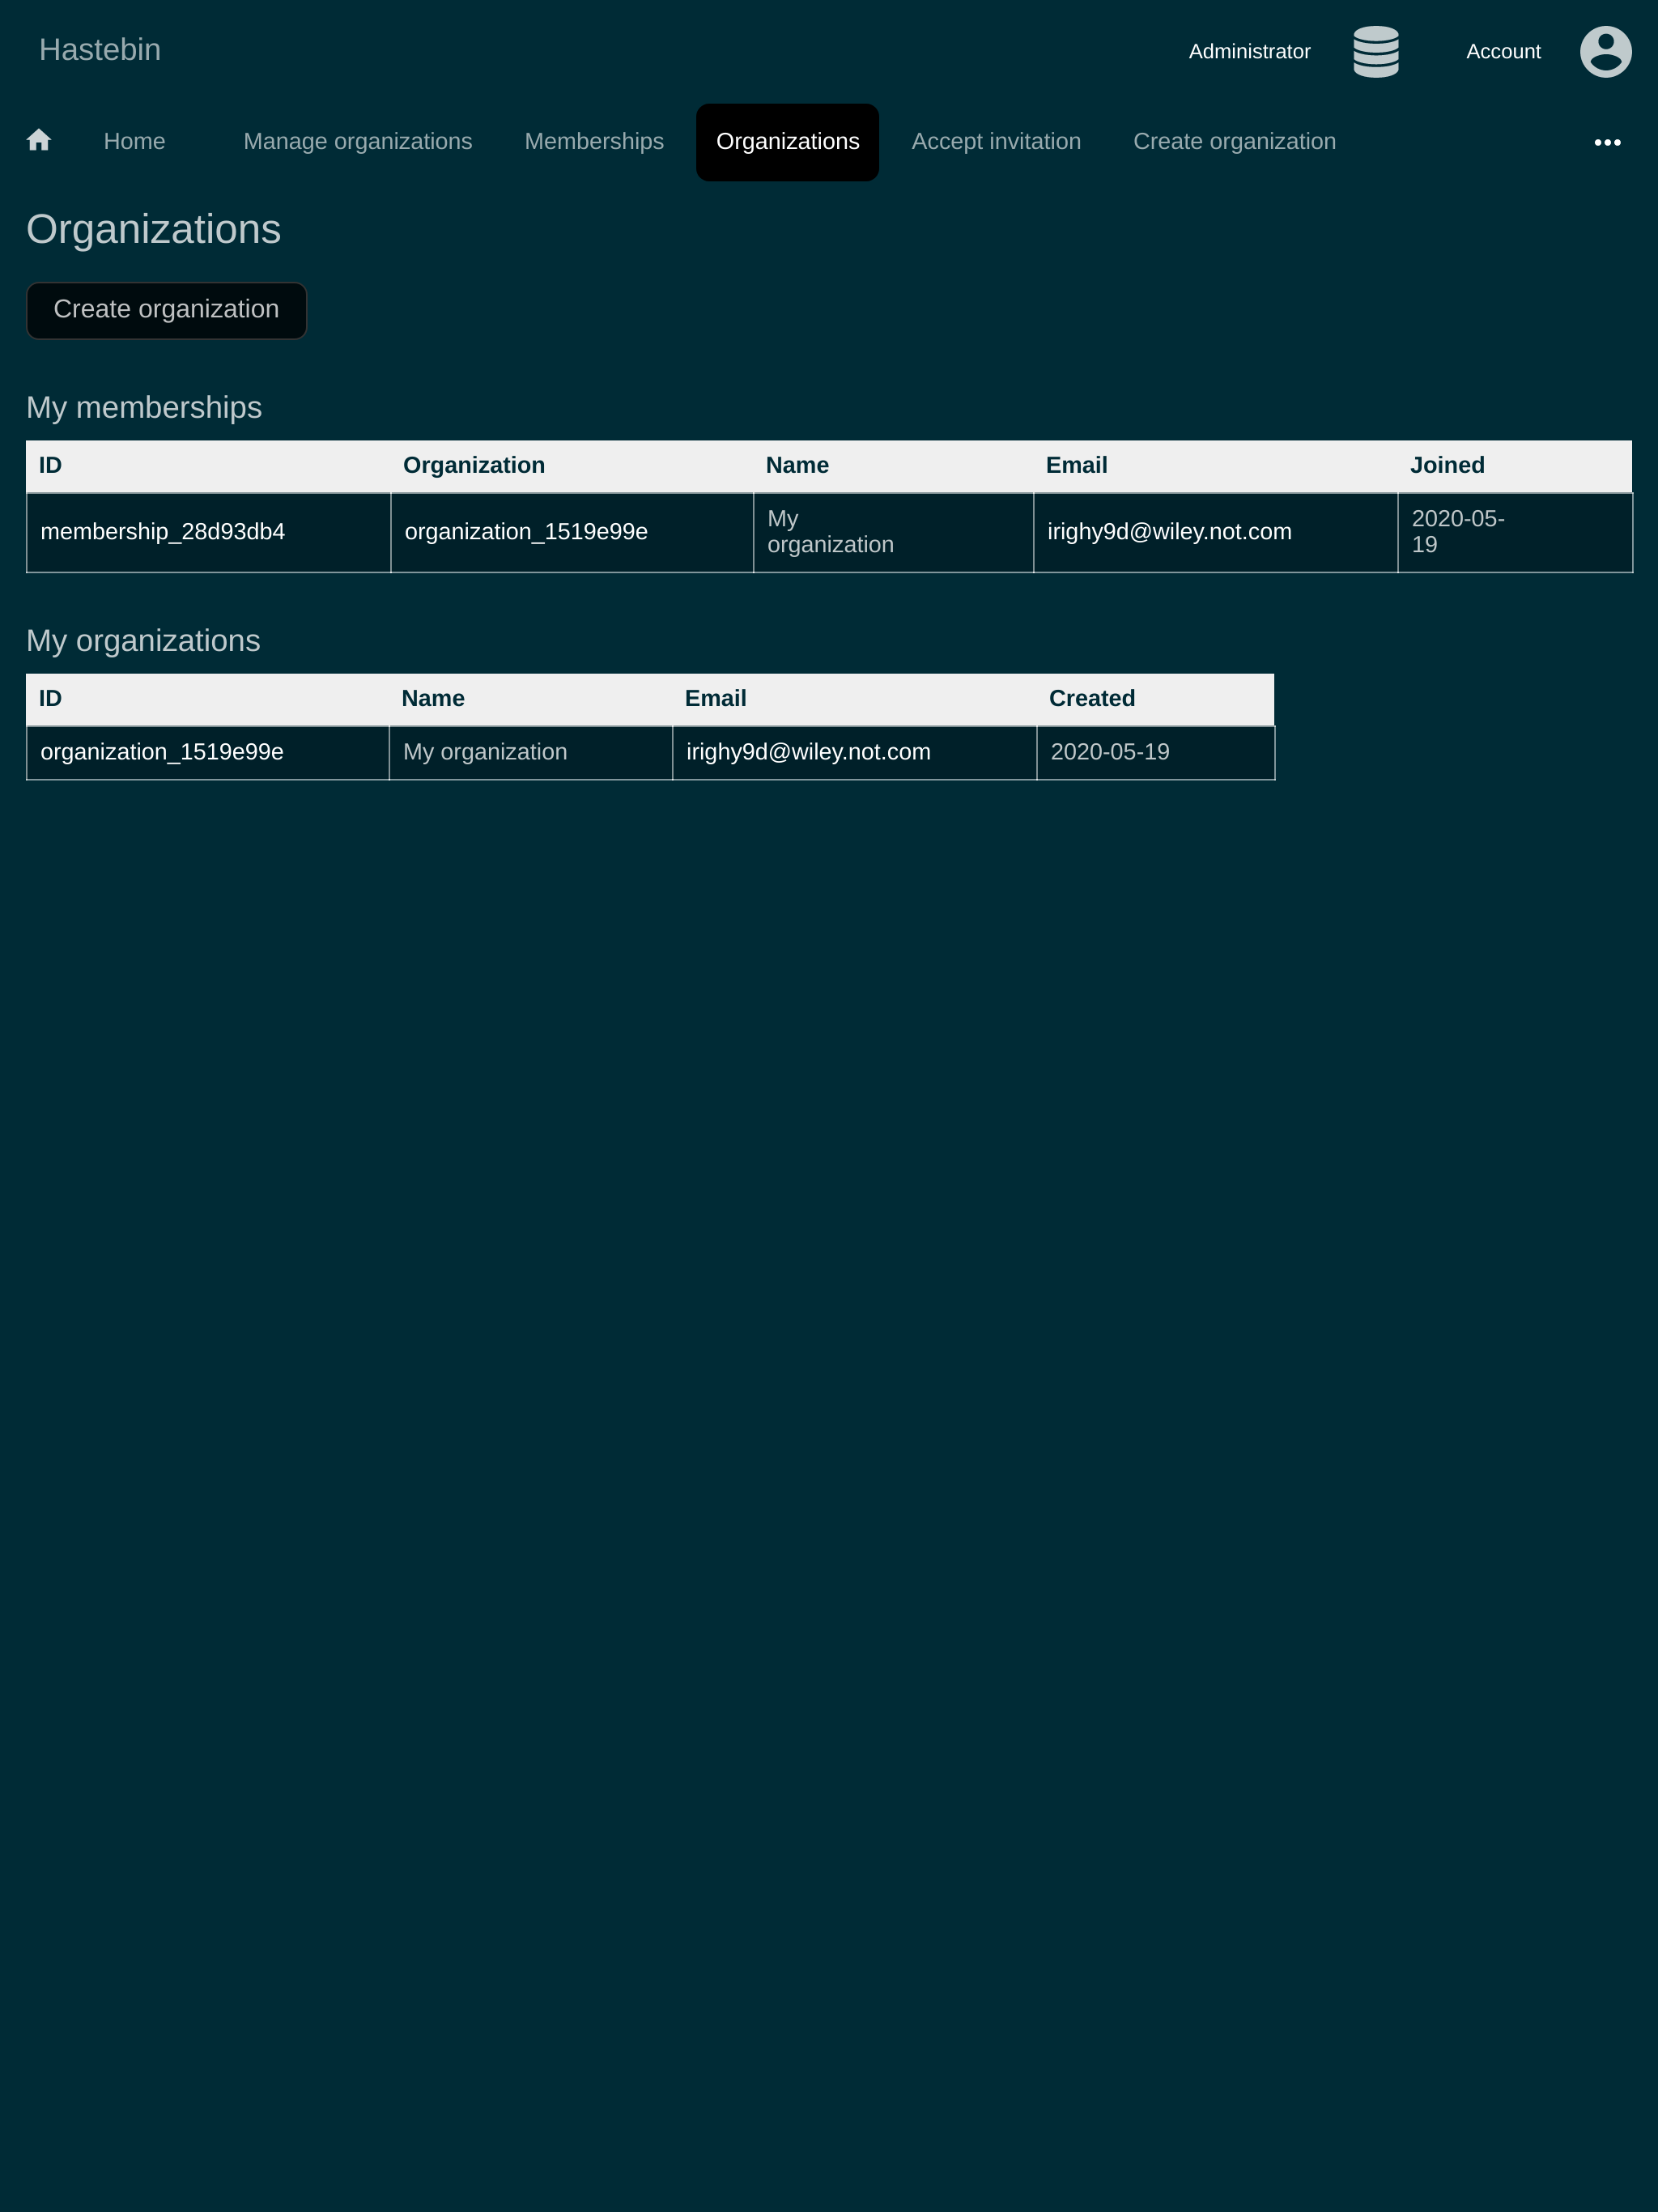 Hastebin
Administrator
Account
Home
Manage organizations
Memberships
Organizations
Accept invitation
Create organization
Organizations
Create organization
My memberships
ID Organization Name Email Joined
membership_28d93db4 organization_1519e99e My organization irighy9d@wiley.not.com 2020-05-19
My organizations
ID Name Email Created
organization_1519e99e My organization irighy9d@wiley.not.com 2020-05-19